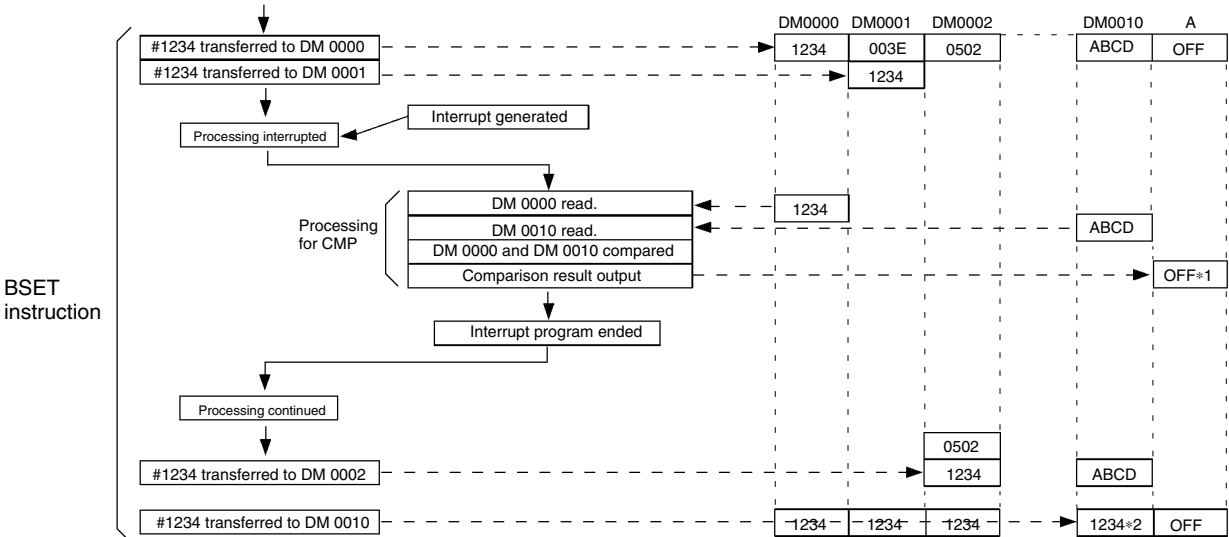 DM0000 DM0001 DM0002 DM0010 A
#1234 transferred to DM 0000 1234 003E 0502 ABCD OFF
#1234 transferred to DM 0001 1234
Interrupt generated
Processing interrupted
DM 0000 read. 1234
Processing for CMP
DM 0010 read. ABCD
DM 0000 and DM 0010 compared
Comparison result output OFF*1
BSET
instruction
Interrupt program ended
Processing continued
0502
#1234 transferred to DM 0002 1234 ABCD
#1234 transferred to DM 0010 1234 1234 1234 1234*2 OFF